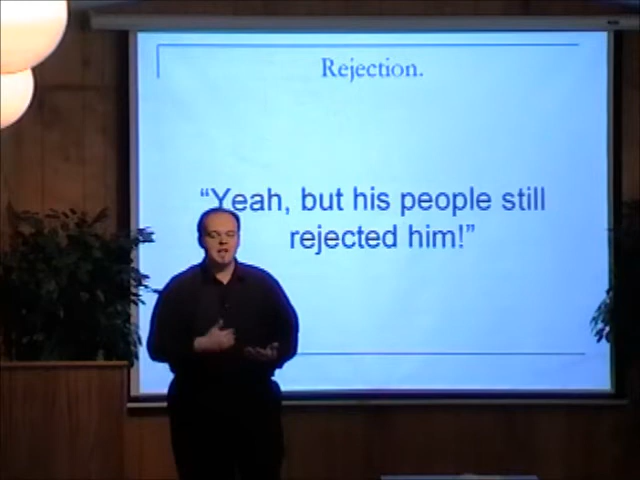 Rejection.
“Yeah, but his people still
rejected him!”